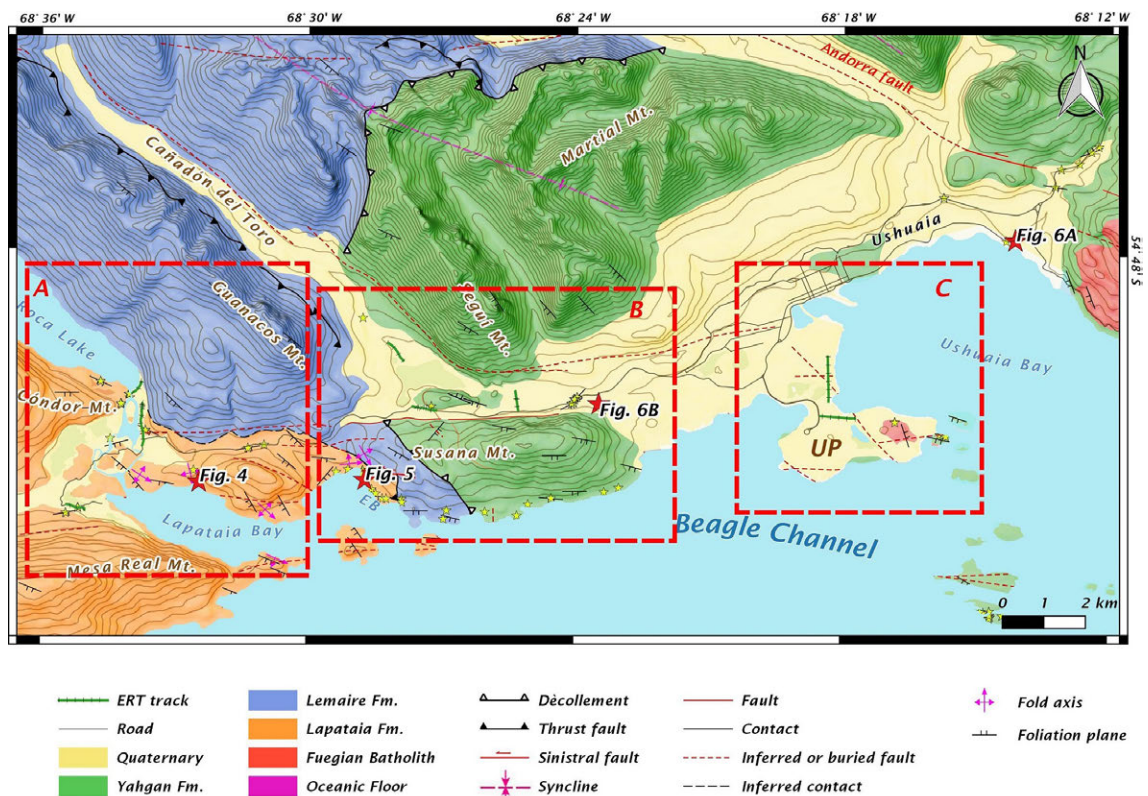 68° 36'W
68° 30'W
68° 24'W
68° 18'W
68° 12'W
N
Andorra fault
Martial Mt.
Cañadón del Toro
Ushuaia
Fig. 6A
54° 48'S
A
B
C
Guanacos Mt.
Seguí Mt.
Roca Lake
Ushuaia Bay
Cóndor Mt.
Fig. 6B
Susana Mt.
UP
Fig. 4
Fig. 5
EB
Lapataia Bay
Beagle Channel
Mesa Real Mt.
0 1 2 km
ERT track
Lemaire Fm.
Dècollement
Fault
Fold axis
Road
Lapataia Fm.
Thrust fault
Contact
Foliation plane
Quaternary
Fuegian Batholith
Sinistral fault
Inferred or buried fault
Yahgan Fm.
Oceanic Floor
Syncline
Inferred contact